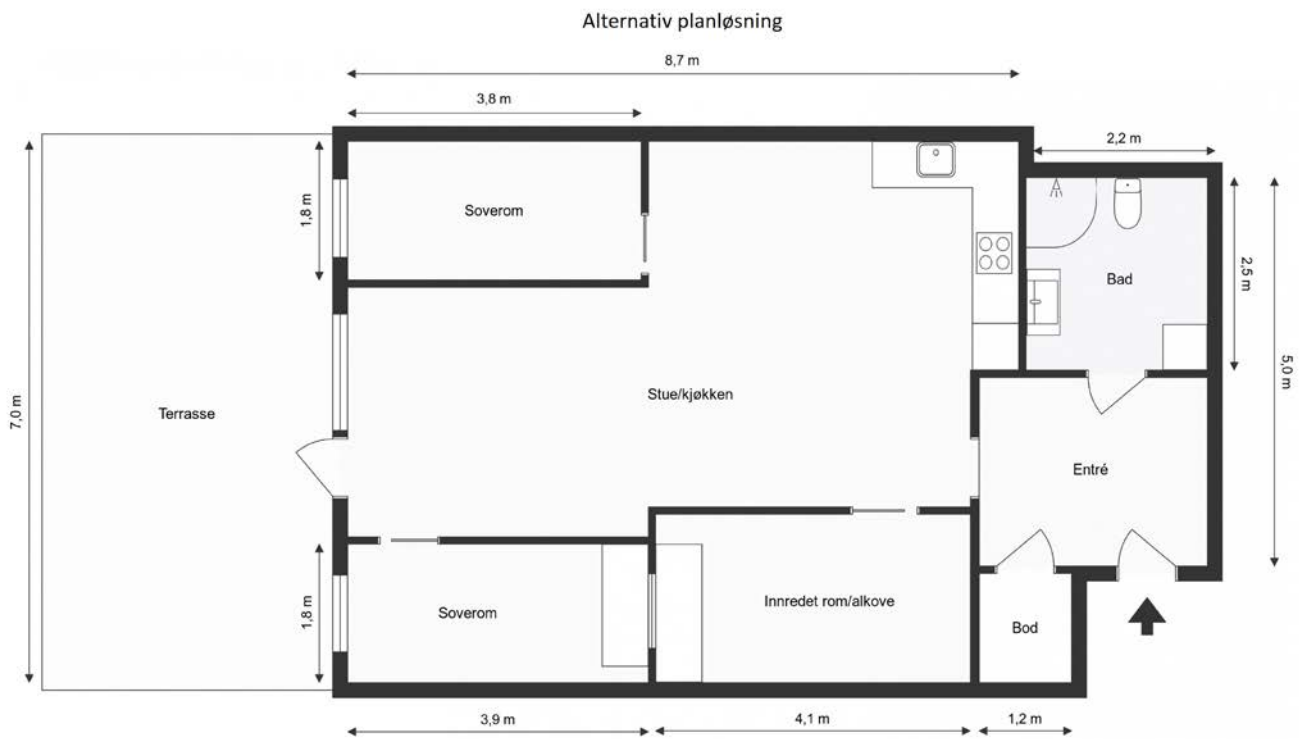 Alternativ planløsning
8,7 m
3,8 m
2,2 m
1,8 m
Soverom
Bad
2,5 m
5,0 m
7,0 m
Terrasse
Stue/kjøkken
Entré
1,8 m
Soverom
Innredet rom/alkove
Bod
3,9 m
4,1 m
1,2 m